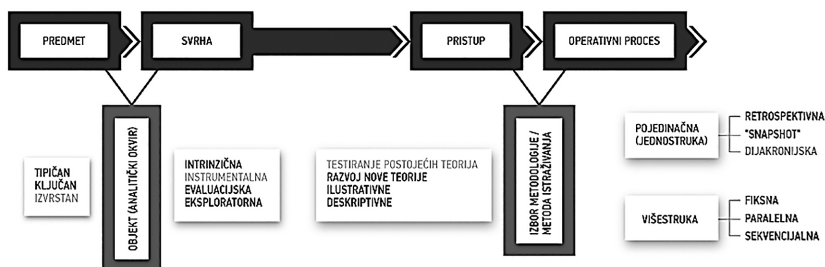 PREDMET
SVRHA
PRISTUP
OPERATIVNI PROCES
OBJEKT (ANALITIČKI OKVIR)
TIPIČAN
KLJUČAN
IZVRSTAN
INTRINZIČNA
INSTRUMENTALNA
EVALUACIJSKA
EKSPLORATORNA
TESTIRANJE POSTOJEĆIH TEORIJA
RAZVOJ NOVE TEORIJE
ILUSTRATIVNE
DESKRIPTIVNE
IZBOR METODOLOGIJE /
METODA ISTRAŽIVANJA
POJEDINAČNA
(JEDNOSTRUKA)
RETROSPEKTIVNA
"SNAPSHOT"
DIJAKRONIJSKA
VIŠESTRUKA
FIKSNA
PARALELNA
SEKVENCIJALNA